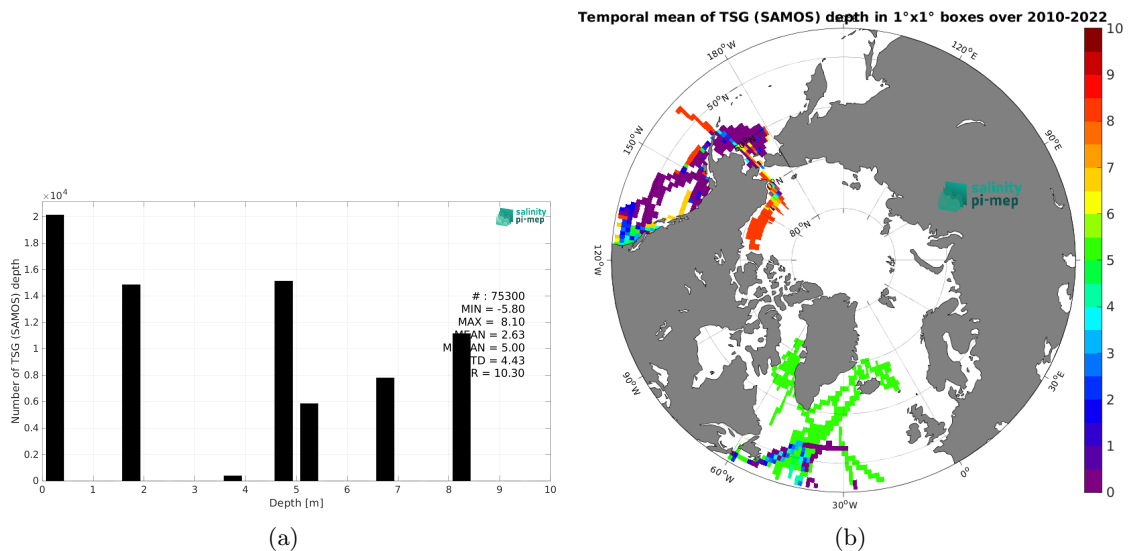 ×10⁴
2
1.8
1.6
1.4
1.2
1
0.8
0.6
0.4
0.2
0
Number of TSG (SAMOS) depth
salinity
pi-mep
# : 75300
MIN = -5.80
MAX = 8.10
MEAN = 2.63
M AN = 5.00
TD = 4.43
R = 10.30
0 1 2 3 4 5 6 7 8 9 10
Depth [m]
(a)
Temporal mean of TSG (SAMOS) depth in 1°x1° boxes over 2010-2022
180°W
120°E
150°W
50°N
90°E
120°W
80°N
salinity
pi-mep
90°W
30°E
60°W
0°
30°W
10
9
8
7
6
5
4
3
2
1
0
(b)